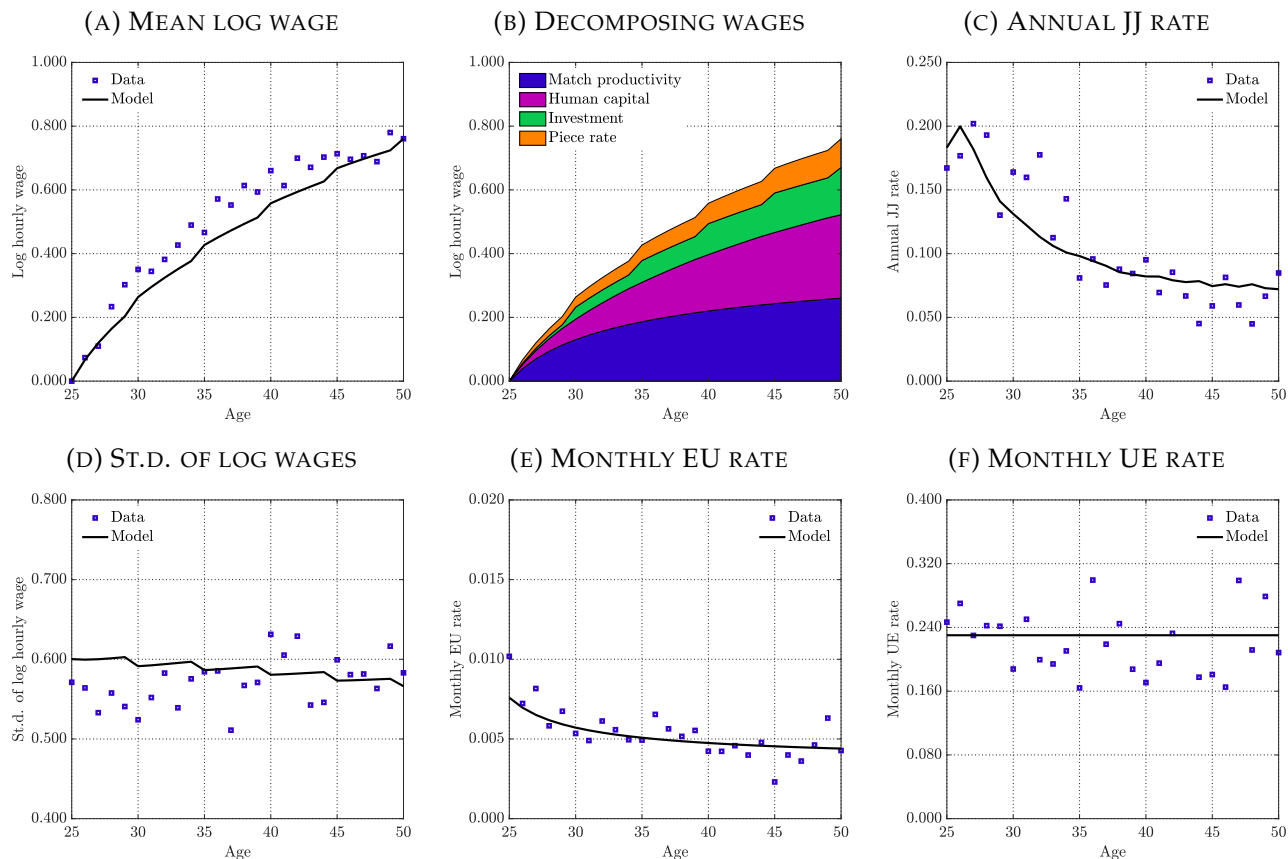 (A) MEAN LOG WAGE
1.000
0.800
0.600
0.400
0.200
0.000
Log hourly wage
Data
Model
25 30 35 40 45 50
Age
(B) DECOMPOSING WAGES
1.000
0.800
0.600
0.400
0.200
0.000
Log hourly wage
Match productivity
Human capital
Investment
Piece rate
25 30 35 40 45 50
Age
(C) ANNUAL JJ RATE
0.250
0.200
0.150
0.100
0.050
0.000
Annual JJ rate
Data
Model
25 30 35 40 45 50
Age
(D) ST.D. OF LOG WAGES
0.800
0.700
0.600
0.500
0.400
St.d. of log hourly wage
Data
Model
25 30 35 40 45 50
Age
(E) MONTHLY EU RATE
0.020
0.015
0.010
0.005
0.000
Monthly EU rate
Data
Model
25 30 35 40 45 50
Age
(F) MONTHLY UE RATE
0.400
0.320
0.240
0.160
0.080
0.000
Monthly UE rate
Data
Model
25 30 35 40 45 50
Age